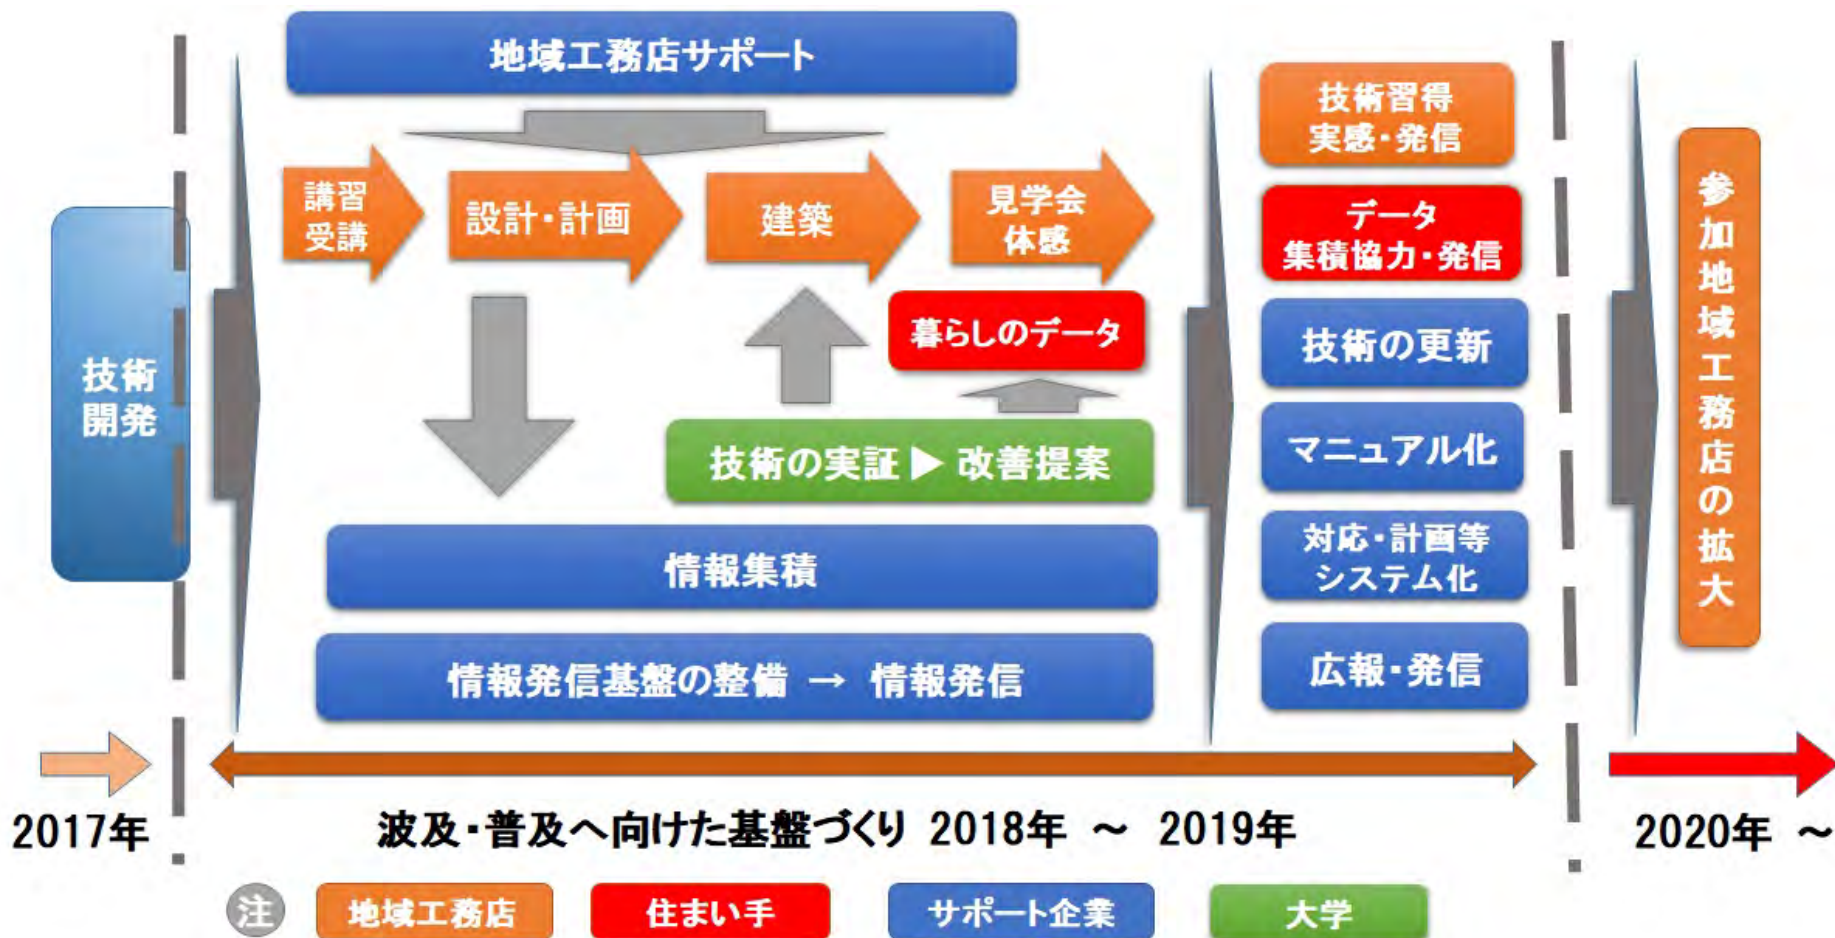 地域工務店サポート
技術
開発
講習
受講
設計・計画
建築
見学会
体感
暮らしのデータ
技術の実証 ▶ 改善提案
情報集積
情報発信基盤の整備 → 情報発信
技術習得
実感・発信
データ
集積協力・発信
技術の更新
マニュアル化
対応・計画等
システム化
広報・発信
参加地域工務店の拡大
2017年
波及・普及へ向けた基盤づくり 2018年 ～ 2019年
2020年 ～
注
地域工務店
住まい手
サポート企業
大学